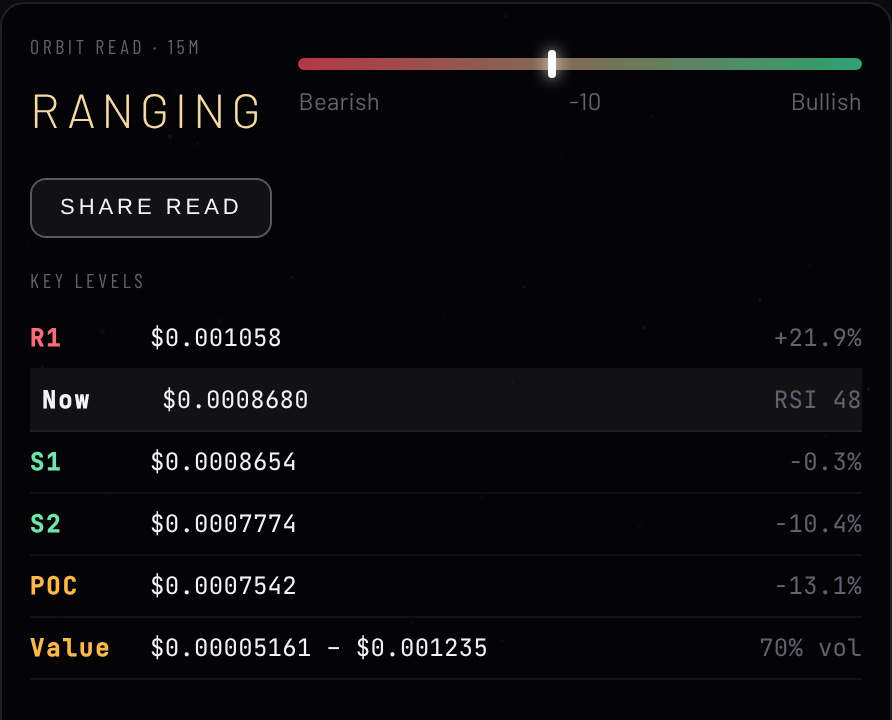 ORBIT READ · 15M
RANGING
Bearish -10 Bullish
SHARE READ
KEY LEVELS
R1 $0.001058 +21.9%
Now $0.0008680 RSI 48
S1 $0.0008654 -0.3%
S2 $0.0007774 -10.4%
POC $0.0007542 -13.1%
Value $0.00005161 – $0.001235 70% vol